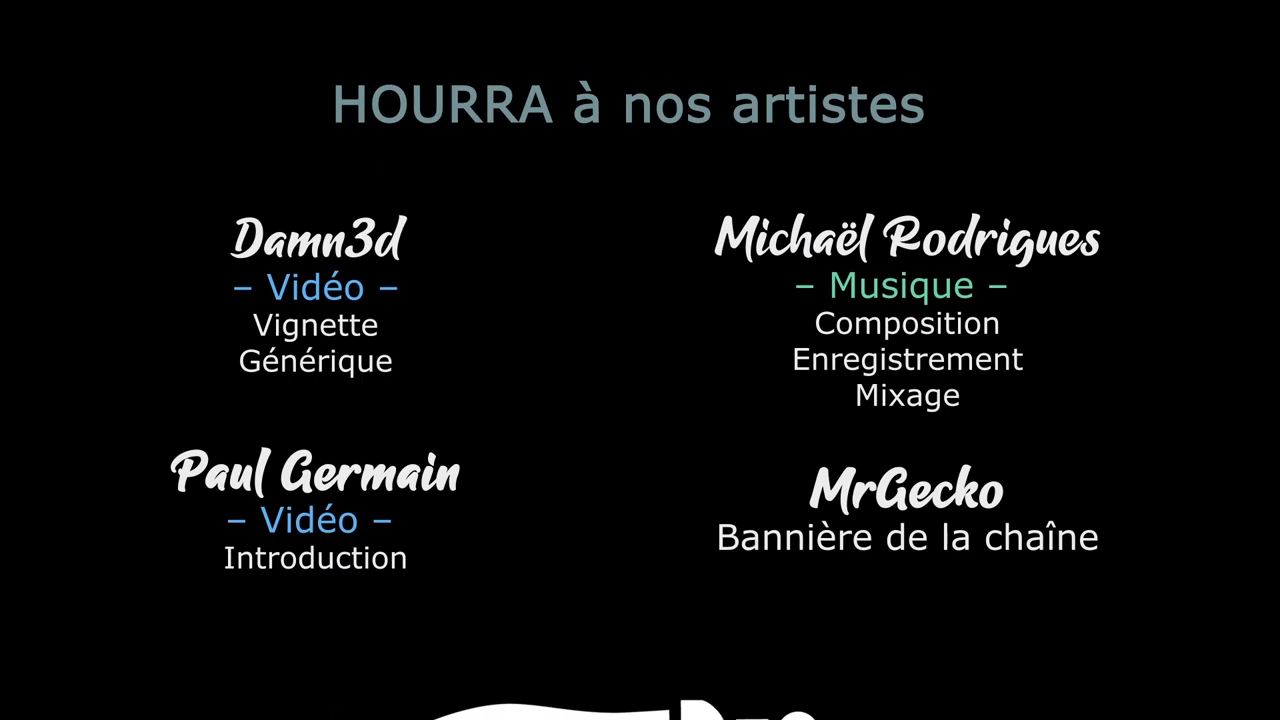 HOURRA à nos artistes
Damn3d
– Vidéo –
Vignette
Générique
Michaël Rodrigues
– Musique –
Composition
Enregistrement
Mixage
Paul Germain
– Vidéo –
Introduction
MrGecko
Bannière de la chaîne